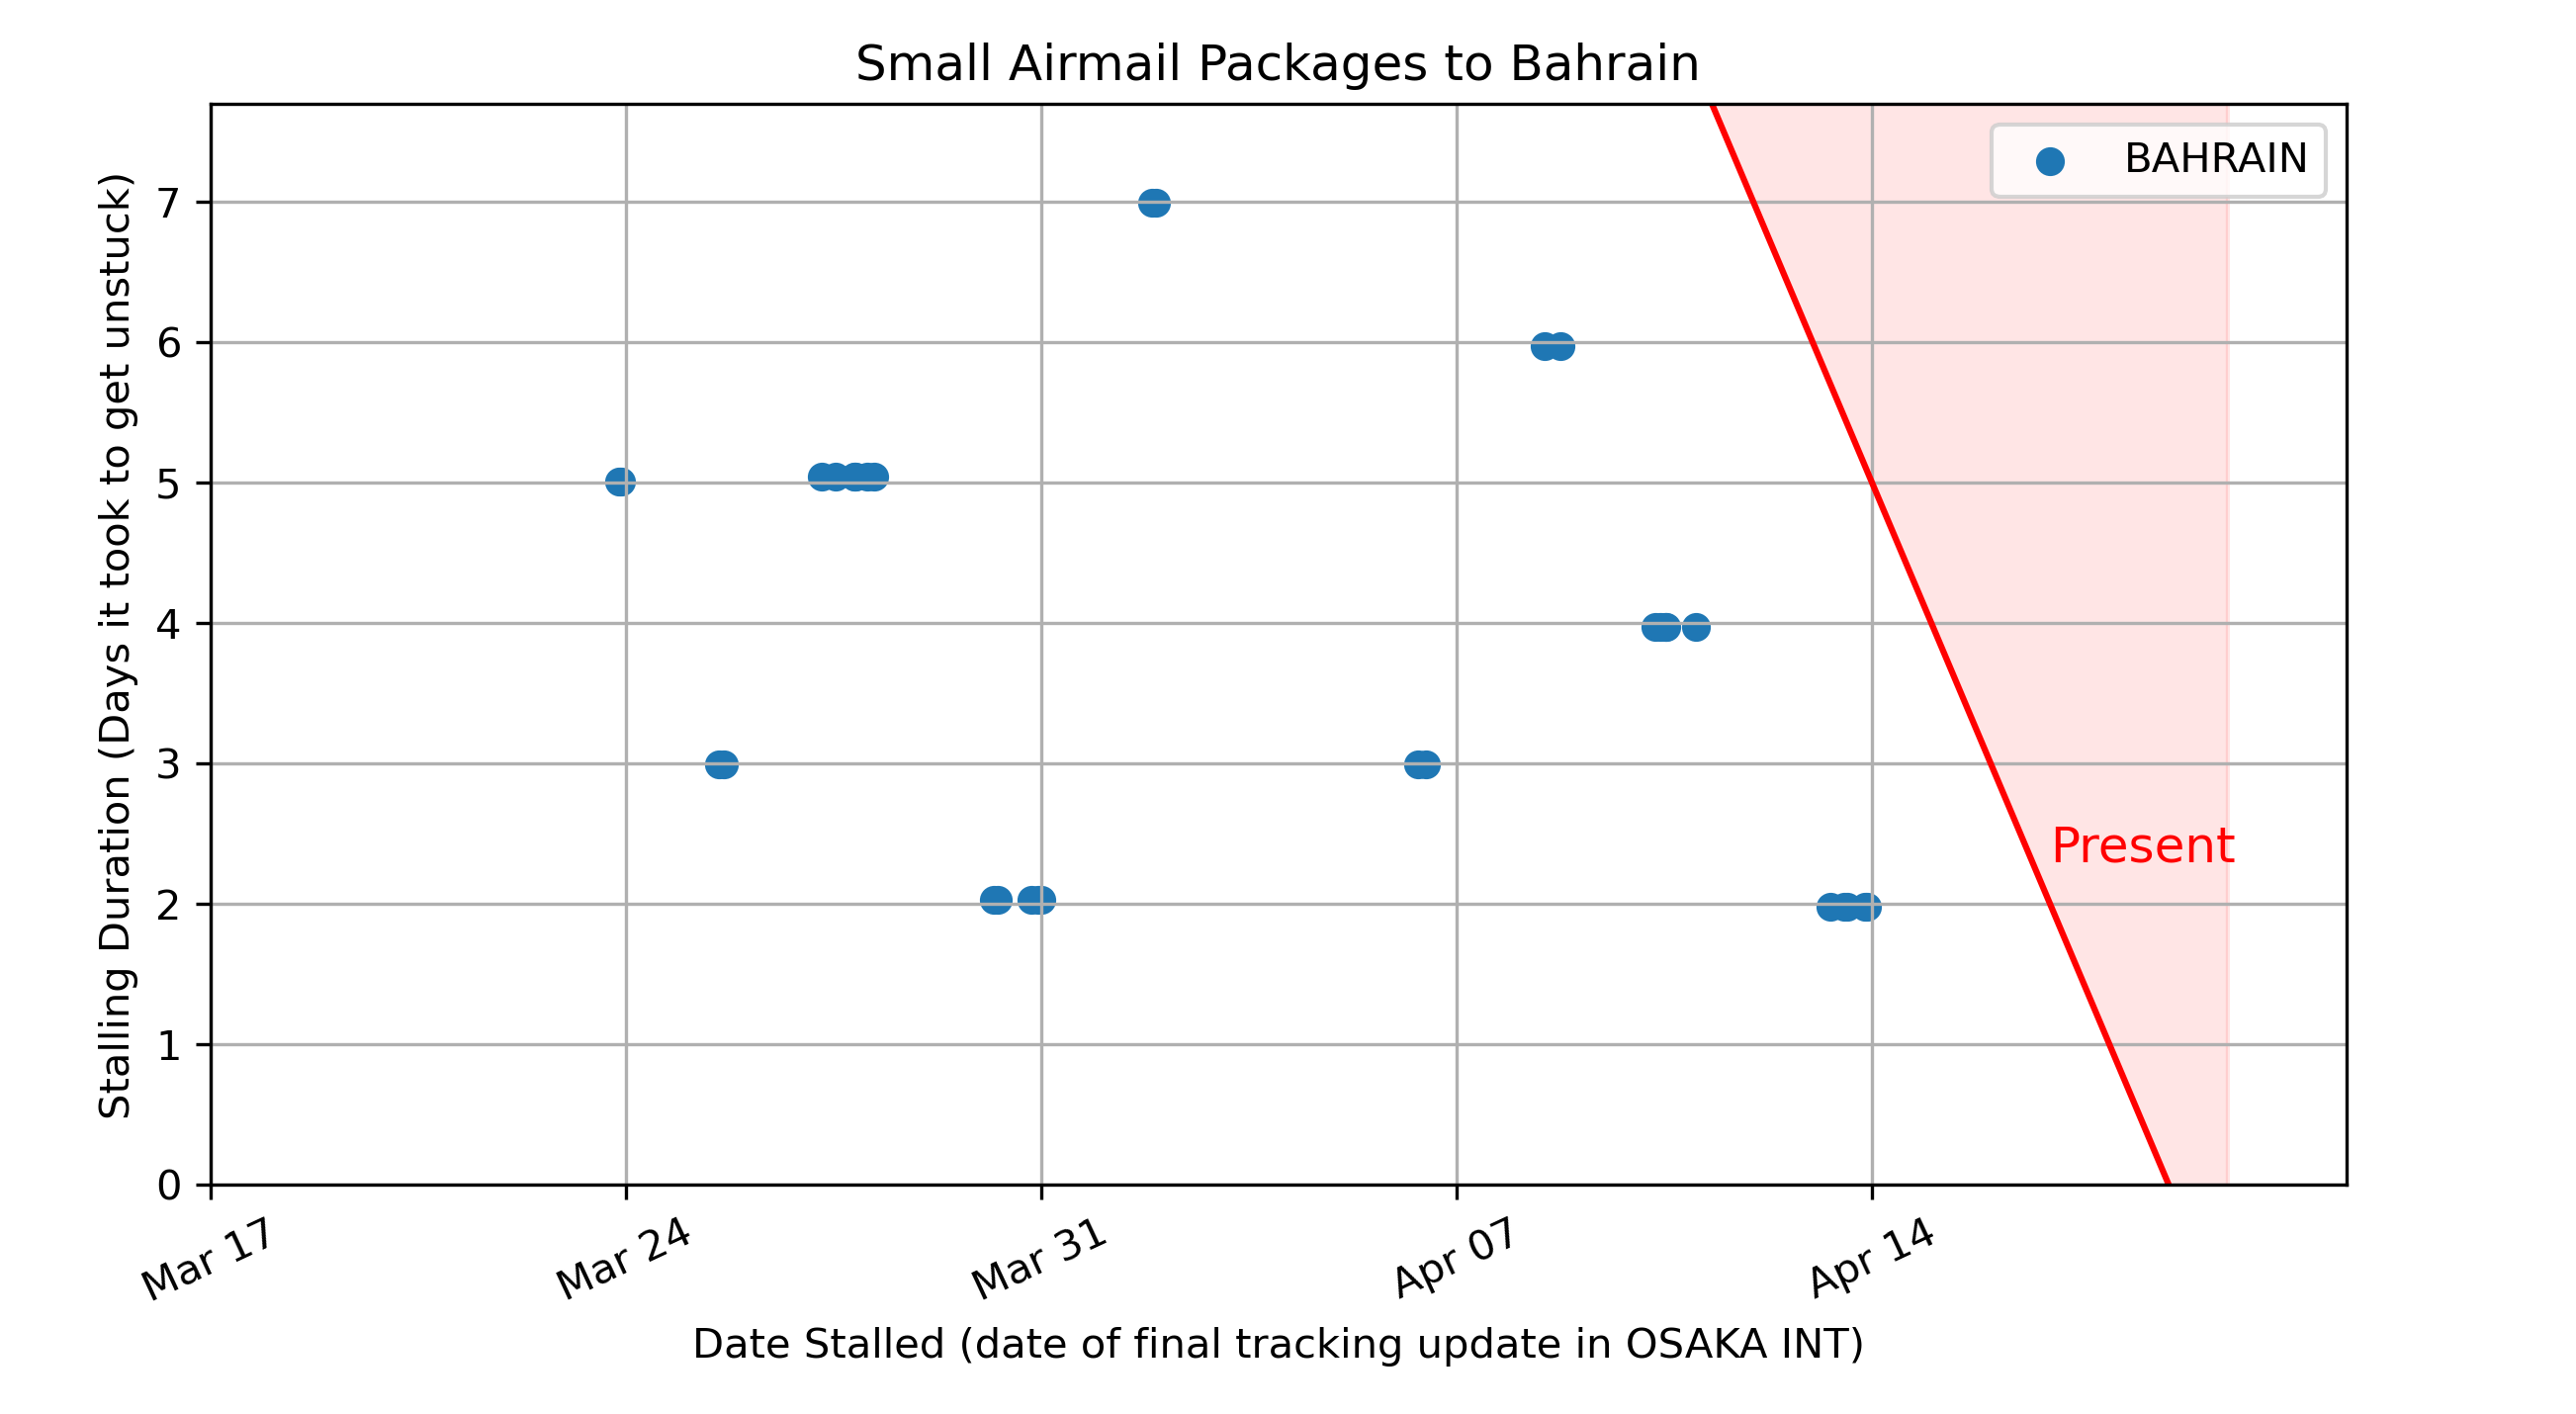 Small Airmail Packages to Bahrain
BAHRAIN
Stalling Duration (Days it took to get unstuck)
7
6
5
4
3
2
1
0
Present
Mar 17
Mar 24
Mar 31
Apr 07
Apr 14
Date Stalled (date of final tracking update in OSAKA INT)